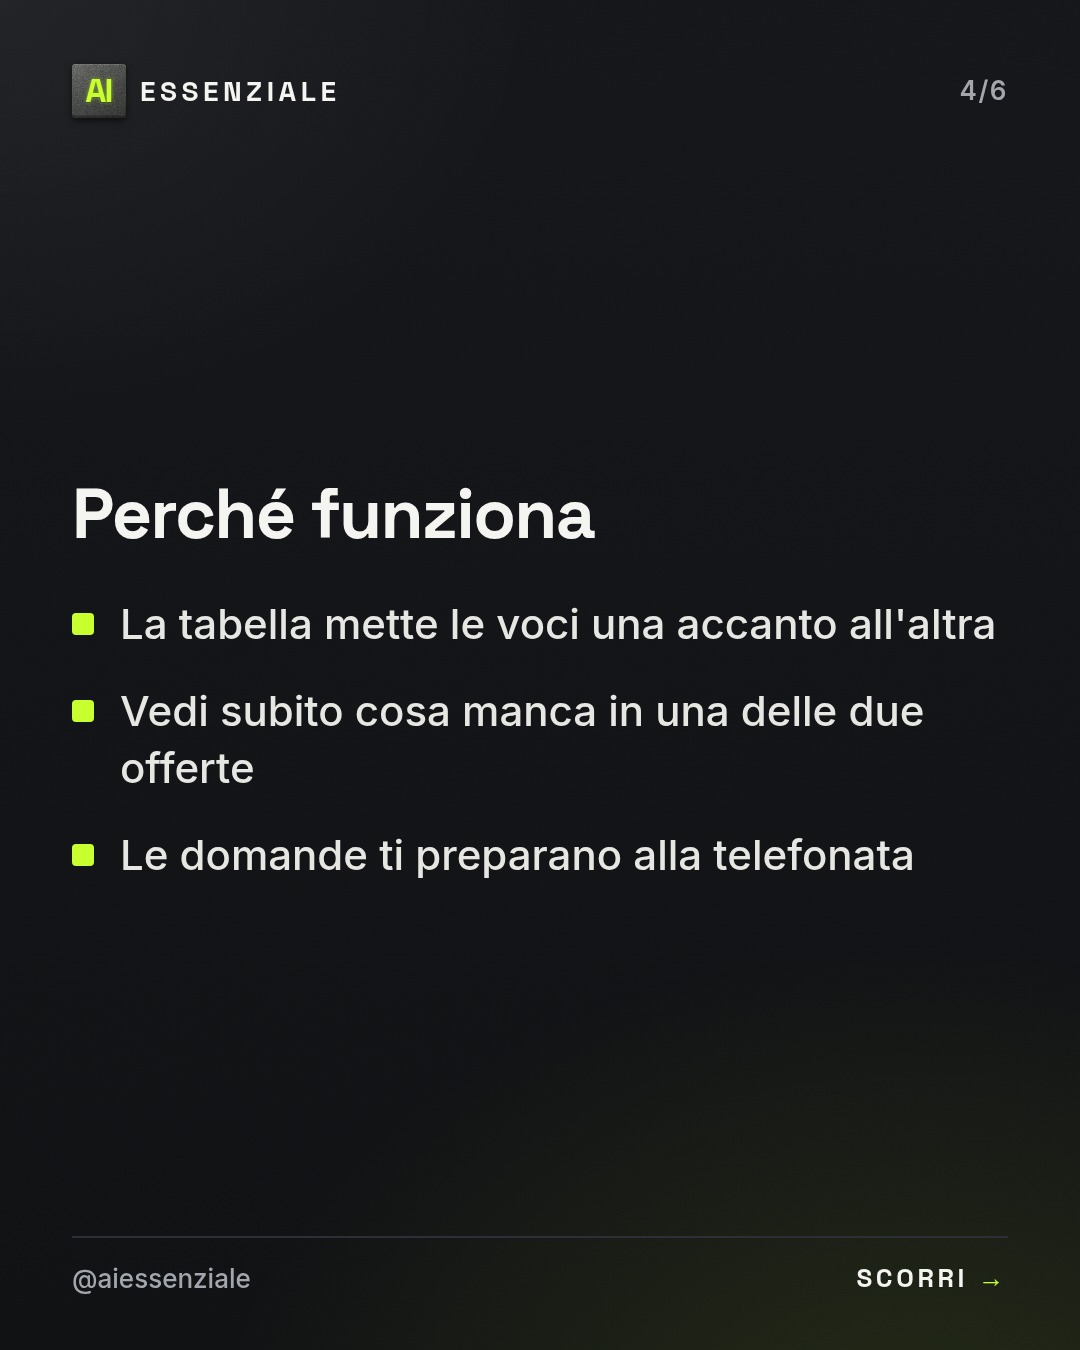 AI ESSENZIALE
4/6
Perché funziona
La tabella mette le voci una accanto all'altra
Vedi subito cosa manca in una delle due
offerte
Le domande ti preparano alla telefonata
@aiessenziale
SCORRI →